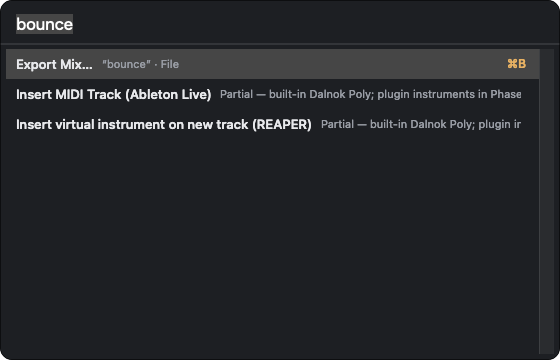 bounce
Export Mix... "bounce" · File ⌘B
Insert MIDI Track (Ableton Live) Partial — built-in Dalnok Poly; plugin instruments in Phase
Insert virtual instrument on new track (REAPER) Partial — built-in Dalnok Poly; plugin